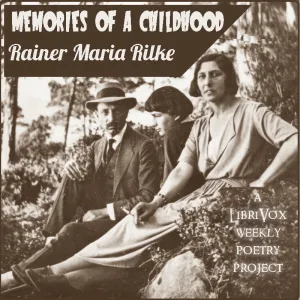 MEMORIES OF A CHILDHOOD
Rainer Maria Rilke
A
LIBRIVOX
WEEKLY
POETRY
PROJECT